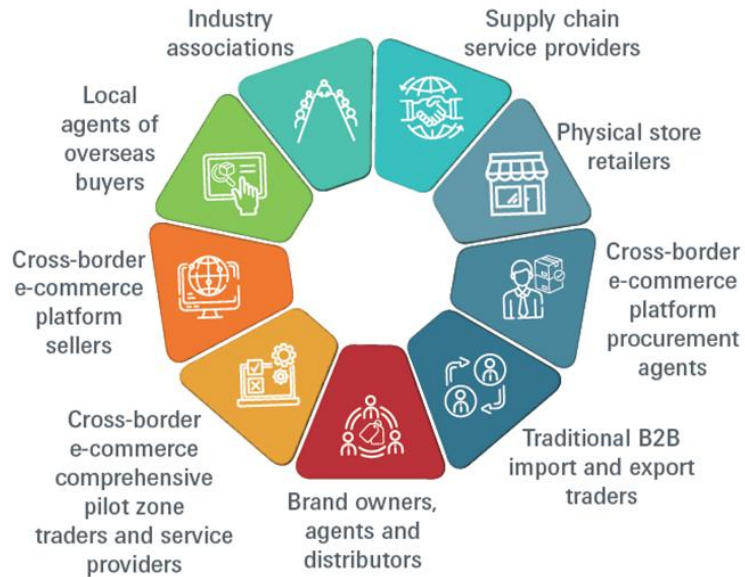 Industry
associations
Supply chain
service providers
Local
agents of
overseas
buyers
Physical store
retailers
Cross-border
e-commerce
platform
sellers
Cross-border
e-commerce
platform
procurement
agents
Cross-border
e-commerce
comprehensive
pilot zone
traders and service
providers
Brand owners,
agents and
distributors
Traditional B2B
import and export
traders